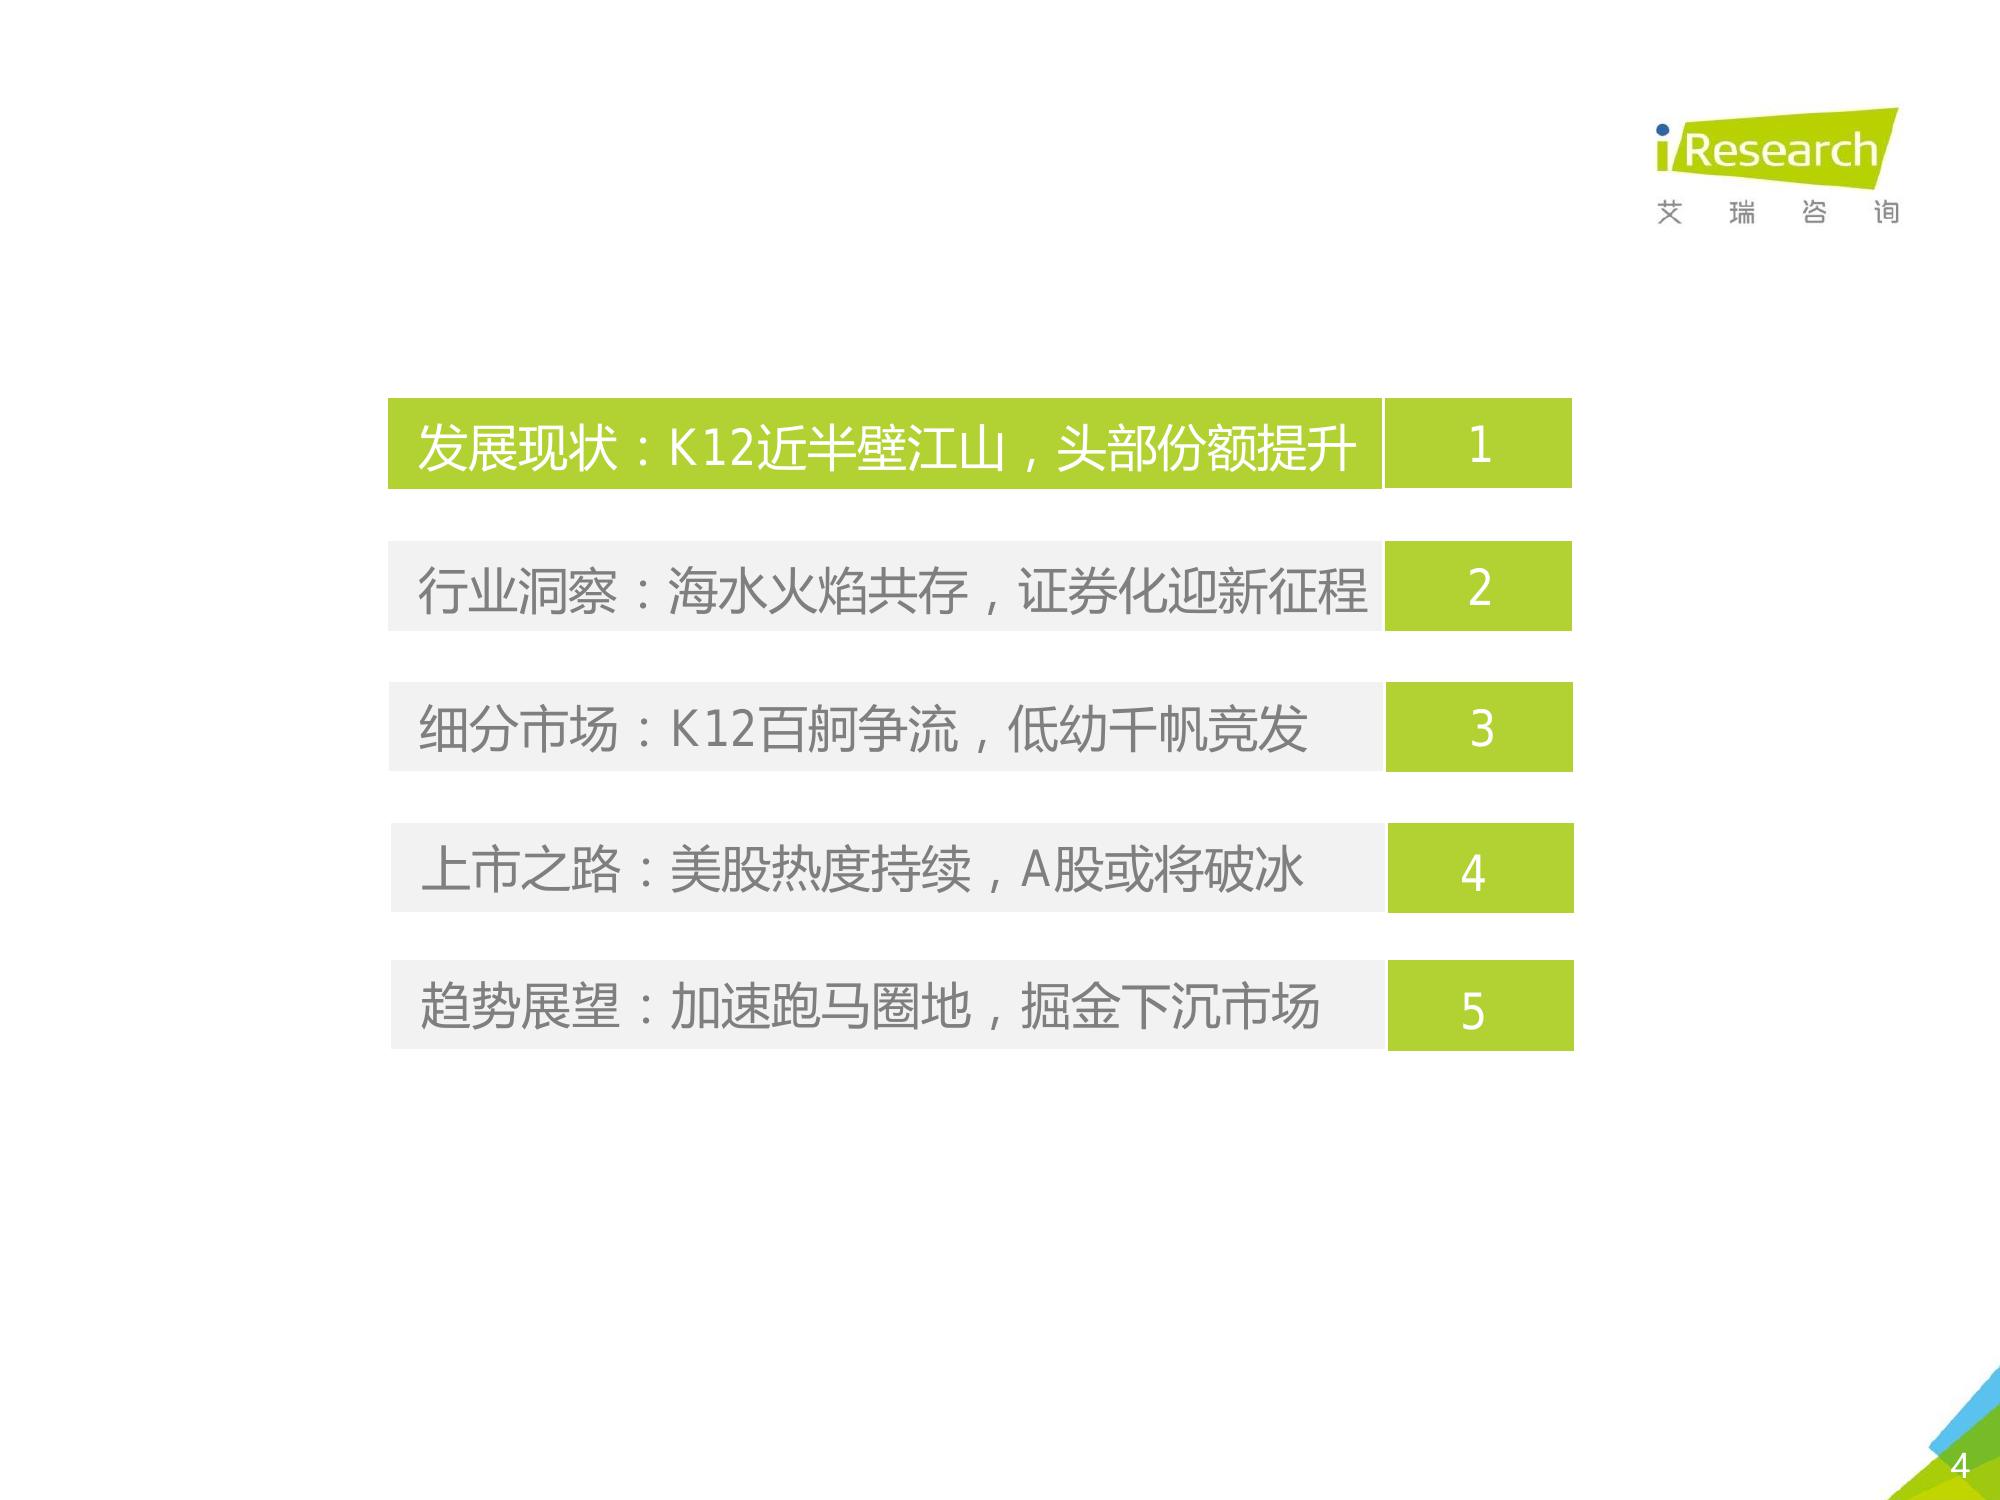 iResearch
艾瑞咨询
发展现状：K12近半壁江山，头部份额提升 1
行业洞察：海水火焰共存，证券化迎新征程 2
细分市场：K12百舸争流，低幼千帆竞发 3
上市之路：美股热度持续，A股或将破冰 4
趋势展望：加速跑马圈地，掘金下沉市场 5
4